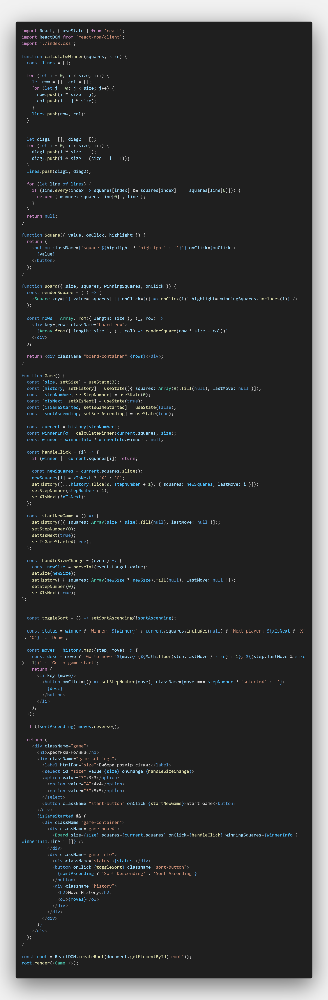 import React, { useState } from 'react';
import ReactDOM from 'react-dom/client';
import './index.css';

function calculateWinner(squares, size) {
  const lines = [];

  for (let i = 0; i < size; i++) {
    let row = [], col = [];
    for (let j = 0; j < size; j++) {
      row.push(i * size + j);
      col.push(i + j * size);
    }
    lines.push(row, col);
  }


  let diag1 = [], diag2 = [];
  for (let i = 0; i < size; i++) {
    diag1.push(i * size + i);
    diag2.push(i * size + (size - i - 1));
  }
  lines.push(diag1, diag2);

  for (let line of lines) {
    if (line.every(index => squares[index] && squares[index] === squares[line[0]])) {
      return { winner: squares[line[0]], line };
    }
  }
  return null;
}

function Square({ value, onClick, highlight }) {
  return (
    <button className={`square ${highlight ? 'highlight' : ''}`} onClick={onClick}>
      {value}
    </button>
  );
}

function Board({ size, squares, winningSquares, onClick }) {
  const renderSquare = (i) => (
    <Square key={i} value={squares[i]} onClick={() => onClick(i)} highlight={winningSquares.includes(i)} />
  );

  const rows = Array.from({ length: size }, (_, row) =>
    <div key={row} className="board-row">
      {Array.from({ length: size }, (_, col) => renderSquare(row * size + col))}
    </div>
  );

  return <div className="board-container">{rows}</div>;
}

function Game() {
  const [size, setSize] = useState(3);
  const [history, setHistory] = useState([{ squares: Array(9).fill(null), lastMove: null }]);
  const [stepNumber, setStepNumber] = useState(0);
  const [xIsNext, setXIsNext] = useState(true);
  const [isGameStarted, setIsGameStarted] = useState(false);
  const [sortAscending, setSortAscending] = useState(true);

  const current = history[stepNumber];
  const winnerInfo = calculateWinner(current.squares, size);
  const winner = winnerInfo ? winnerInfo.winner : null;

  const handleClick = (i) => {
    if (winner || current.squares[i]) return;

    const newSquares = current.squares.slice();
    newSquares[i] = xIsNext ? 'X' : 'O';
    setHistory([...history.slice(0, stepNumber + 1), { squares: newSquares, lastMove: i }]);
    setStepNumber(stepNumber + 1);
    setXIsNext(!xIsNext);
  };

  const startNewGame = () => {
    setHistory([{ squares: Array(size * size).fill(null), lastMove: null }]);
    setStepNumber(0);
    setXIsNext(true);
    setIsGameStarted(true);
  };

  const handleSizeChange = (event) => {
    const newSize = parseInt(event.target.value);
    setSize(newSize);
    setHistory([{ squares: Array(newSize * newSize).fill(null), lastMove: null }]);
    setStepNumber(0);
    setXIsNext(true);
};


  const toggleSort = () => setSortAscending(!sortAscending);

  const status = winner ? `Winner: ${winner}` : current.squares.includes(null) ? `Next player: ${xIsNext ? 'X'
 : 'O'}` : 'Draw';

  const moves = history.map((step, move) => {
    const desc = move ? `Go to move #${move} (${Math.floor(step.lastMove / size) + 1}, ${(step.lastMove % size
) + 1})` : 'Go to game start';
    return (
      <li key={move}>
        <button onClick={() => setStepNumber(move)} className={move === stepNumber ? 'selected' : ''}>
          {desc}
        </button>
      </li>
    );
  });

  if (!sortAscending) moves.reverse();

  return (
    <div className="game">
      <h1>Хрестики-Нолики</h1>
      <div className="game-settings">
        <label htmlFor="size">Вибери розмір сітки:</label>
        <select id="size" value={size} onChange={handleSizeChange}>
        <option value="3">3x3</option>
          <option value="4">4x4</option>
          <option value="5">5x5</option>
        </select>
        <button className="start-button" onClick={startNewGame}>Start Game</button>
      </div>
      {isGameStarted && (
        <div className="game-container">
          <div className="game-board">
            <Board size={size} squares={current.squares} onClick={handleClick} winningSquares={winnerInfo ?
winnerInfo.line : []} />
          </div>
          <div className="game-info">
            <div className="status">{status}</div>
            <button onClick={toggleSort} className="sort-button">
              {sortAscending ? 'Sort Descending' : 'Sort Ascending'}
            </button>
            <div className="history">
              <h2>Move History</h2>
              <ol>{moves}</ol>
            </div>
          </div>
        </div>
      )}
    </div>
  );
}

const root = ReactDOM.createRoot(document.getElementById('root'));
root.render(<Game />);